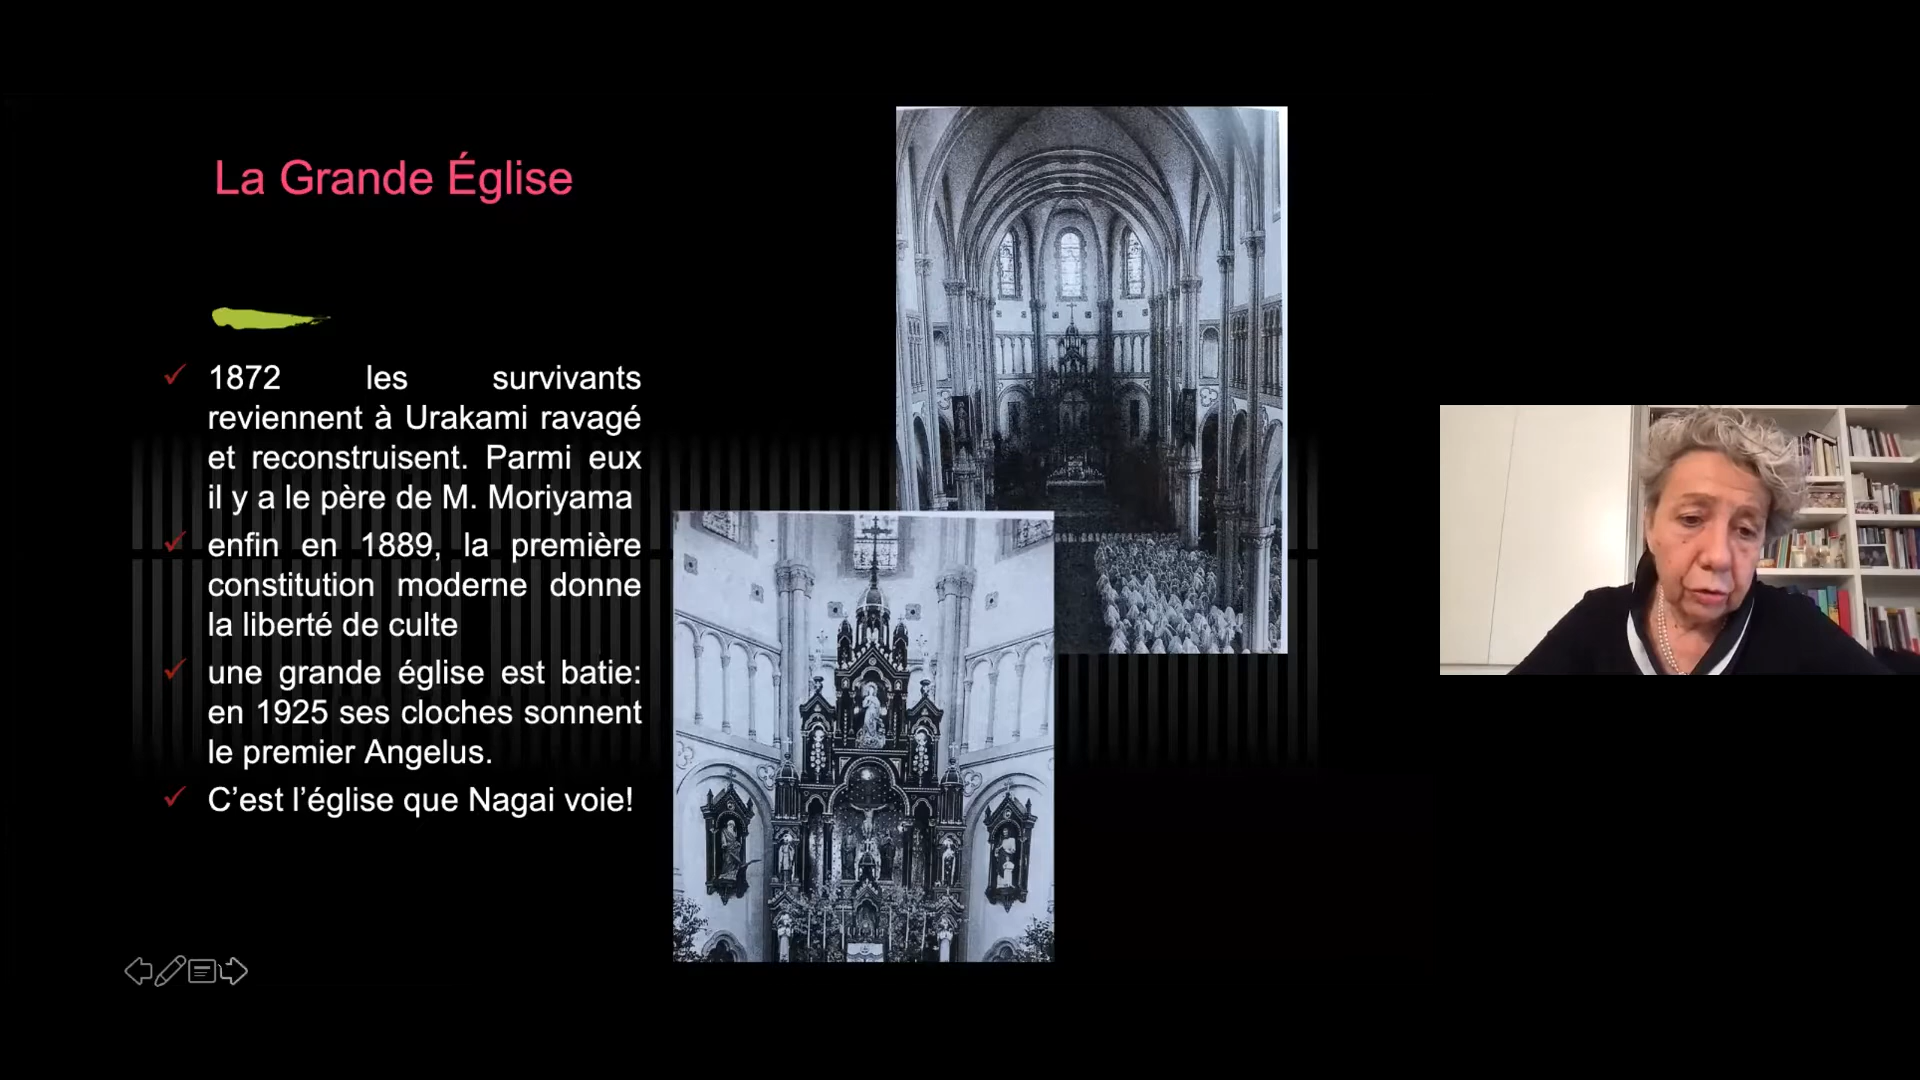 La Grande Église
1872 les survivants
reviennent à Urakami ravagé
et reconstruisent. Parmi eux
il y a le père de M. Moriyama
enfin en 1889, la première
constitution moderne donne
la liberté de culte
une grande église est batie:
en 1925 ses cloches sonnent
le premier Angelus.
C’est l’église que Nagai voie!